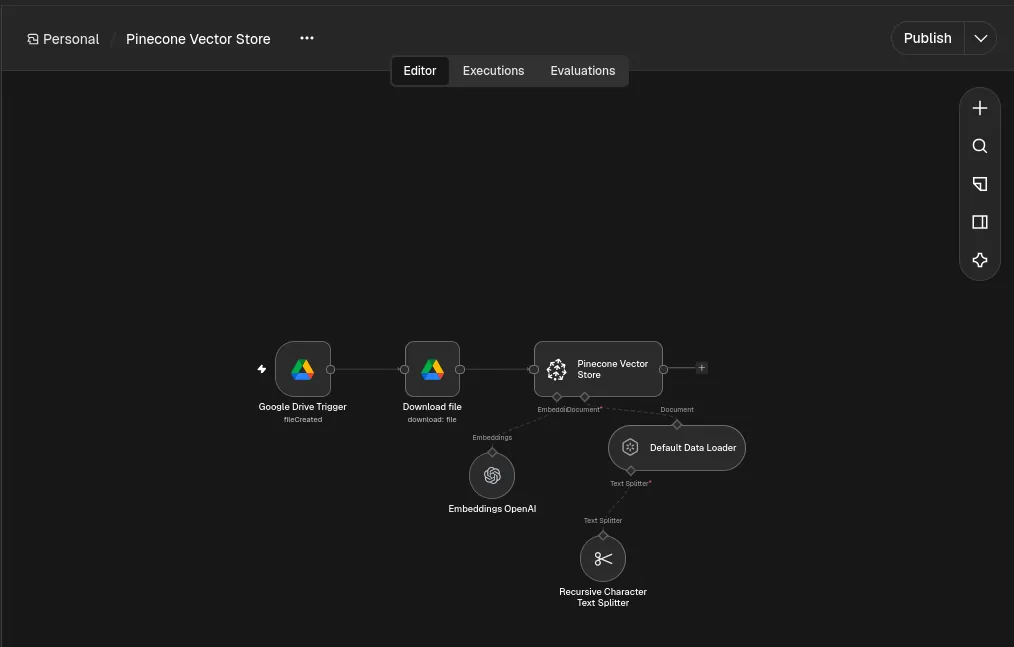 Personal / Pinecone Vector Store ...
Publish
Editor Executions Evaluations
Google Drive Trigger
fileCreated
Download file
download: file
Pinecone Vector
Store
Document*
Document
Embeddings
Embeddings OpenAI
Default Data Loader
Text Splitter*
Text Splitter
Recursive Character
Text Splitter